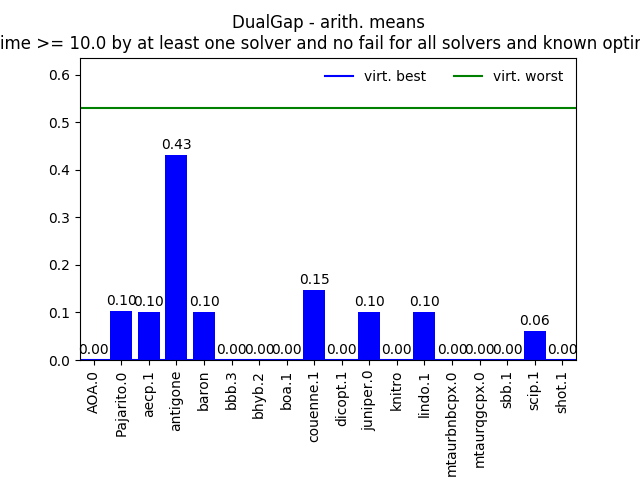 DualGap - arith. means
ime >= 10.0 by at least one solver and no fail for all solvers and known optim
0.6
virt. best
virt. worst
0.5
0.43
0.4
0.3
0.2
0.15
0.10
0.10
0.10
0.10
0.10
0.1
0.06
0.00
0.00
0.00
0.00
0.00
0.00
0.00
0.00
0.00
0.00
0.0
AOA.0
Pajarito.0
aecp.1
antigone
baron
bbb.3
bhyb.2
boa.1
couenne.1
dicopt.1
juniper.0
knitro
lindo.1
mtaurbnbcpx.0
mtaurqgcpx.0
sbb.1
scip.1
shot.1